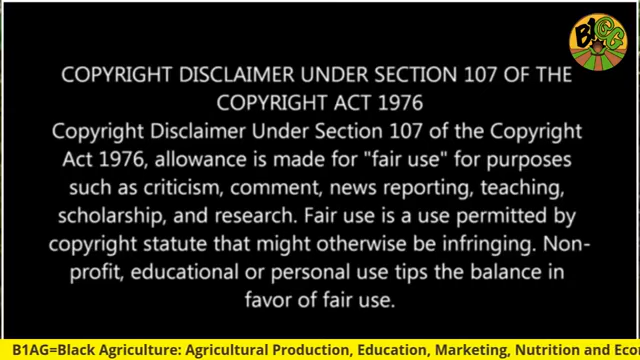 B1G
COPYRIGHT DISCLAIMER UNDER SECTION 107 OF THE
COPYRIGHT ACT 1976
Copyright Disclaimer Under Section 107 of the Copyright
Act 1976, allowance is made for "fair use" for purposes
such as criticism, comment, news reporting, teaching,
scholarship, and research. Fair use is a use permitted by
copyright statute that might otherwise be infringing. Non-
profit, educational or personal use tips the balance in
favor of fair use.
B1AG=Black Agriculture: Agricultural Production, Education, Marketing, Nutrition and Eco